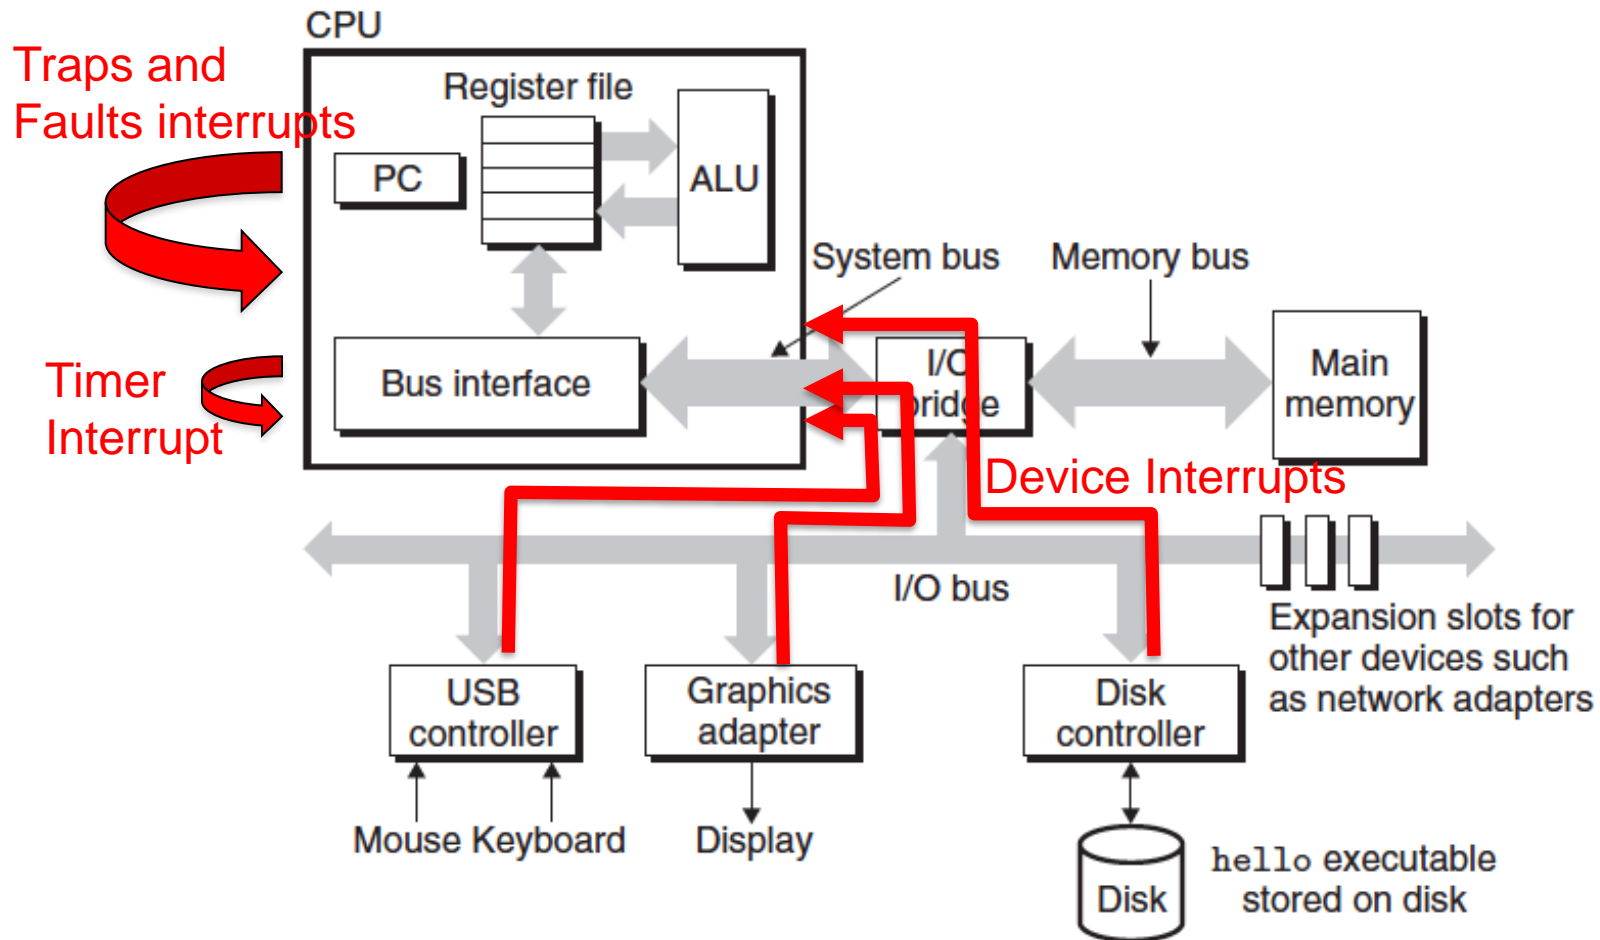 CPU
Traps and
Faults interrupts
Register file
PC
ALU
System bus
Memory bus
Timer
Interrupt
Bus interface
I/O
bridge
Main
memory
Device Interrupts
I/O bus
Expansion slots for
other devices such
as network adapters
USB
controller
Graphics
adapter
Disk
controller
Mouse Keyboard
Display
Disk
hello executable
stored on disk